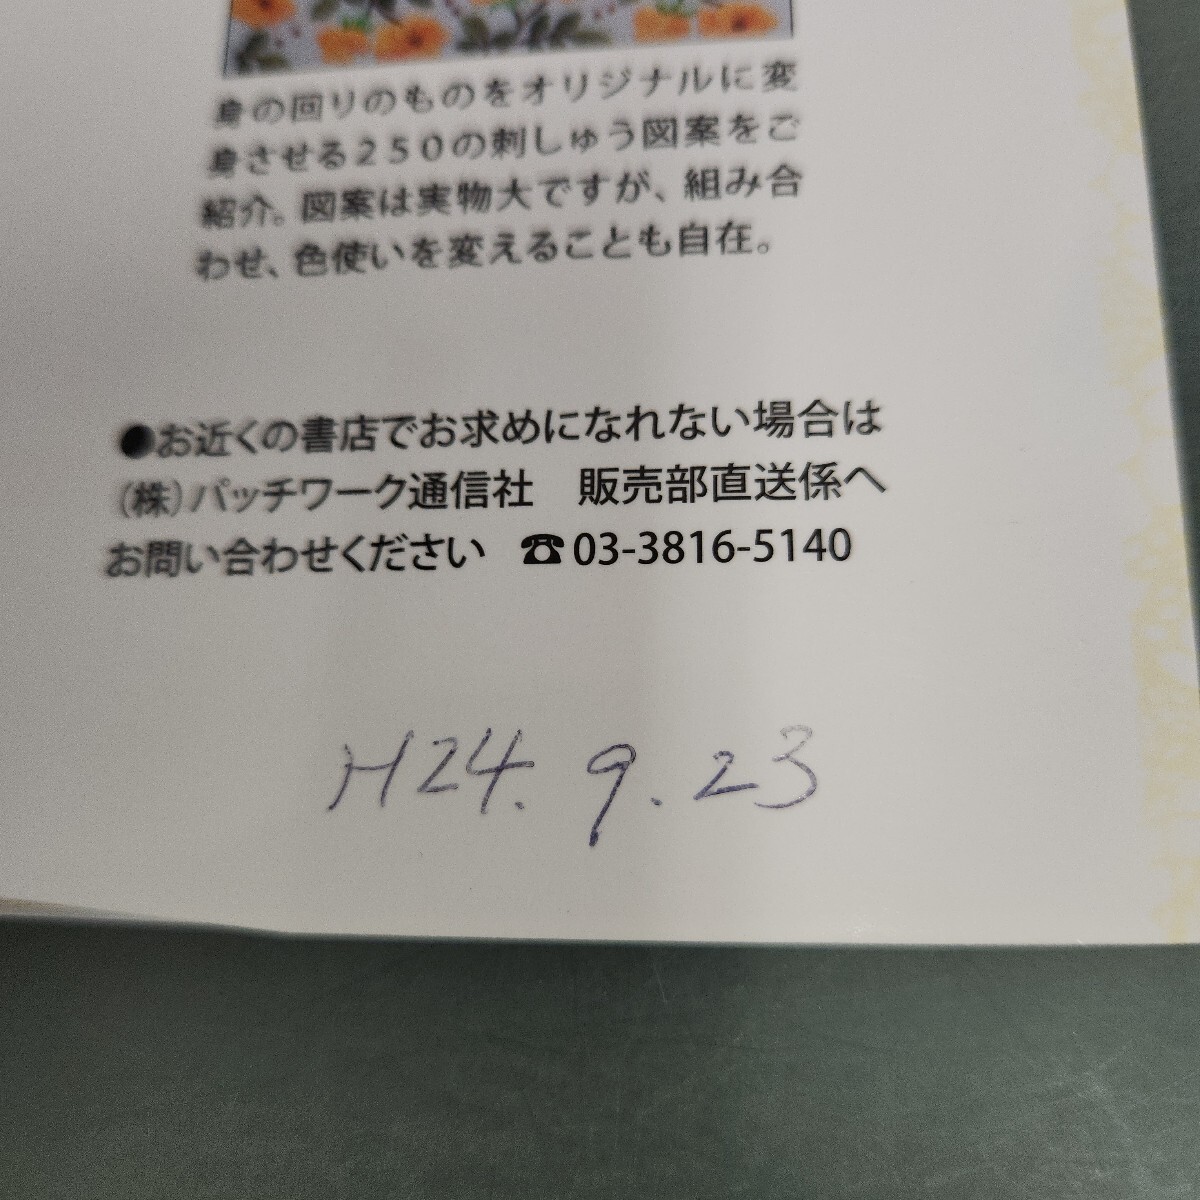 身の回りのものをオリジナルに変
身させる250の刺しゅう図案をご
紹介。図案は実物大ですが、組み合
わせ、色使いを変えることも自在。
●お近くの書店でお求めになれない場合は
(株)パッチワーク通信社　販売部直送係へ
お問い合わせください　☎03-3816-5140
H24. 9. 23